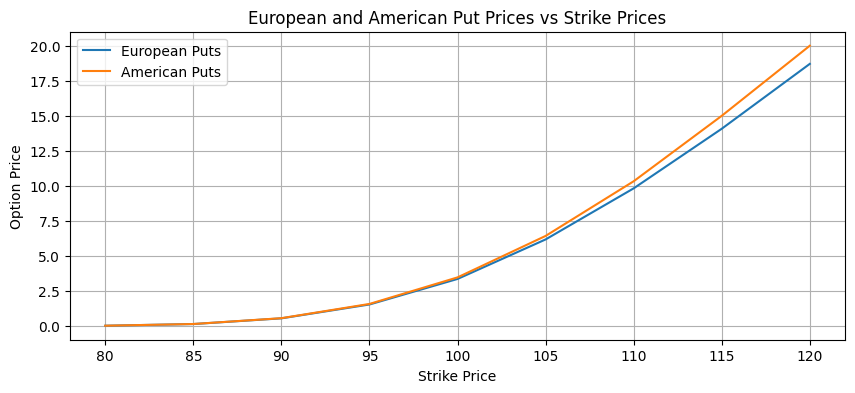 European and American Put Prices vs Strike Prices
European Puts
American Puts
Option Price
20.0
17.5
15.0
12.5
10.0
7.5
5.0
2.5
0.0
80 85 90 95 100 105 110 115 120
Strike Price